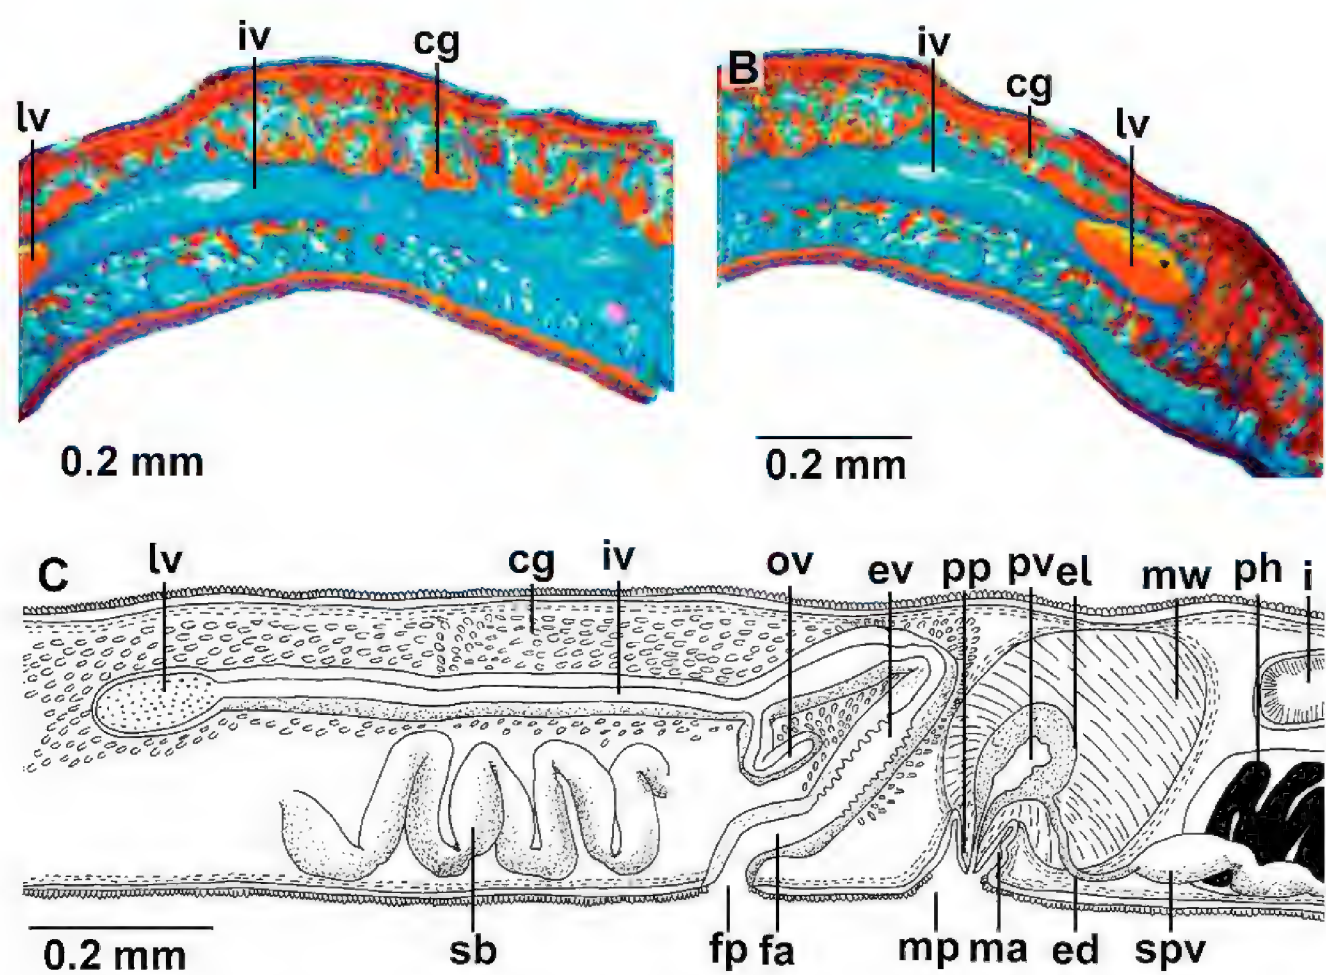 iv cg
lv
0.2 mm
B
iv
cg
lv
0.2 mm
C
lv cg iv ov ev pp pv el mw ph i
0.2 mm
sb fp fa mp ma ed spv